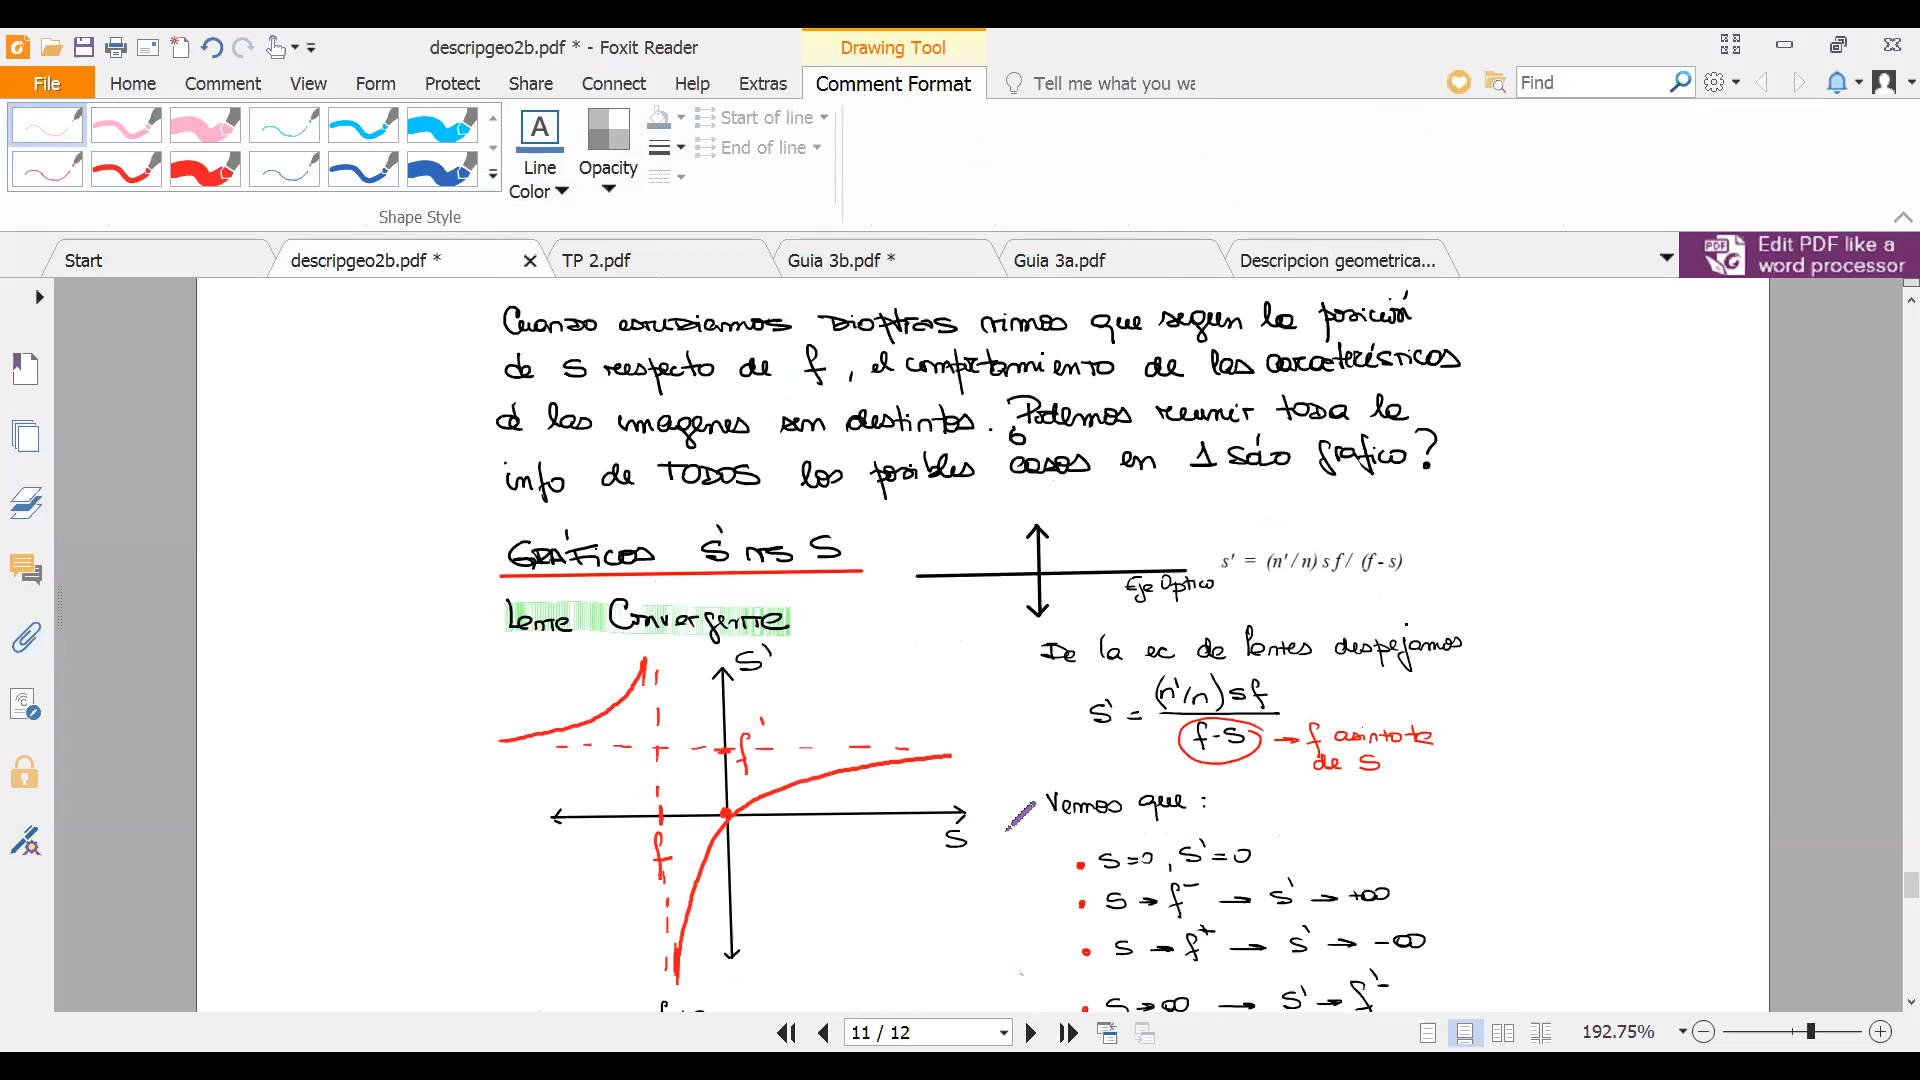 descripgeo2b.pdf * - Foxit Reader
Drawing Tool
File
Home
Comment
View
Form
Protect
Share
Connect
Help
Extras
Comment Format
Tell me what you wa
Find
Line
Color
Opacity
Start of line
End of line
Shape Style
Start
descripgeo2b.pdf *
TP 2.pdf
Guia 3b.pdf *
Guia 3a.pdf
Descripcion geometrica...
Edit PDF like a
word processor
Cuando estudiamos Dioptras vimos que segun la posición
de s respecto de f, el comportamiento de las características
de las imagenes son distintos. Podemos reunir toda la
info de TODOS los 6 posibles casos en 1 sólo grafico?
GRÁFICOS S' vs S
Eje Optico
s' = (n'/n) s f / (f - s)
Lente Convergente
S'
De la ec de lentes despejamos
S' = (n'/n) s f / f - s → f asintota
de S
f'
f
S
Vemos que:
• s=0, s'=0
• s → f⁻ → s' → +∞
• s → f⁺ → s' → -∞
• s → ∞ → s' → f'⁻
11 / 12
192.75%